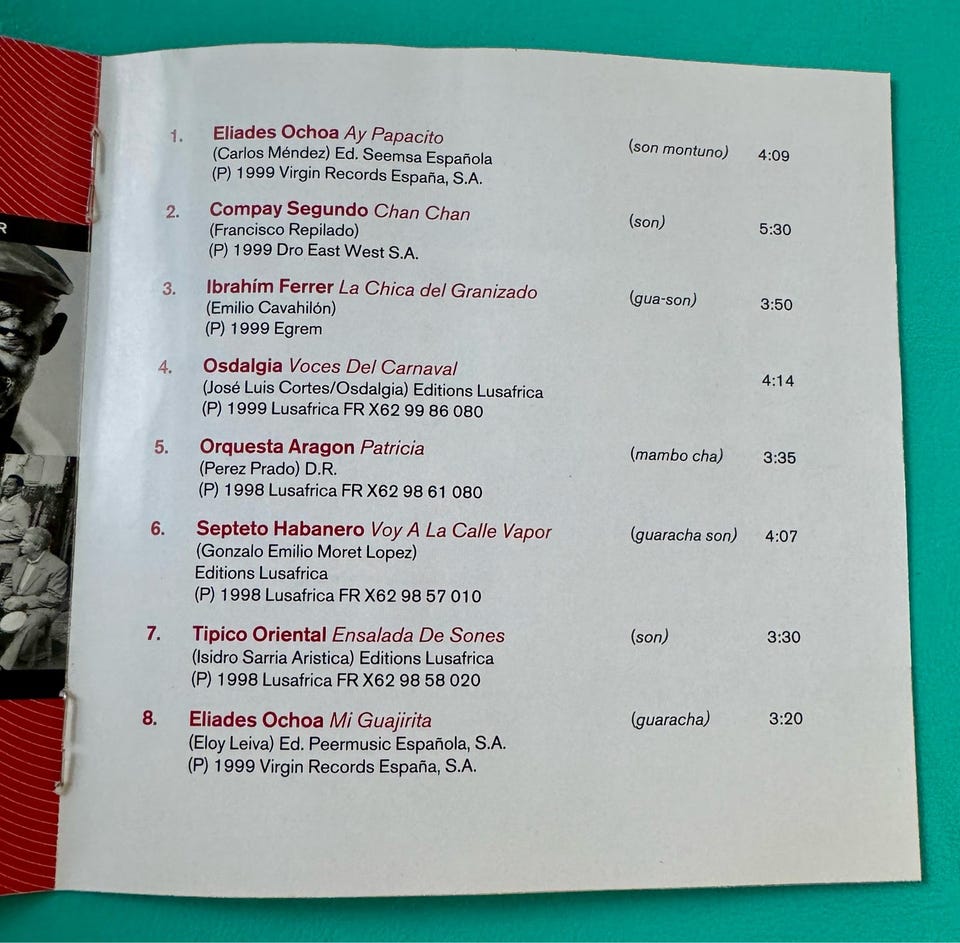 R
1. Eliades Ochoa Ay Papacito (son montuno) 4:09
(Carlos Méndez) Ed. Seemsa Española
(P) 1999 Virgin Records España, S.A.
2. Compay Segundo Chan Chan (son) 5:30
(Francisco Repilado)
(P) 1999 Dro East West S.A.
3. Ibrahím Ferrer La Chica del Granizado (gua-son) 3:50
(Emilio Cavahilón)
(P) 1999 Egrem
4. Osdalgia Voces Del Carnaval 4:14
(José Luis Cortes/Osdalgia) Editions Lusafrica
(P) 1999 Lusafrica FR X62 99 86 080
5. Orquesta Aragon Patricia (mambo cha) 3:35
(Perez Prado) D.R.
(P) 1998 Lusafrica FR X62 98 61 080
6. Septeto Habanero Voy A La Calle Vapor (guaracha son) 4:07
(Gonzalo Emilio Moret Lopez)
Editions Lusafrica
(P) 1998 Lusafrica FR X62 98 57 010
7. Tipico Oriental Ensalada De Sones (son) 3:30
(Isidro Sarria Aristica) Editions Lusafrica
(P) 1998 Lusafrica FR X62 98 58 020
8. Eliades Ochoa Mi Guajirita (guaracha) 3:20
(Eloy Leiva) Ed. Peermusic Española, S.A.
(P) 1999 Virgin Records España, S.A.